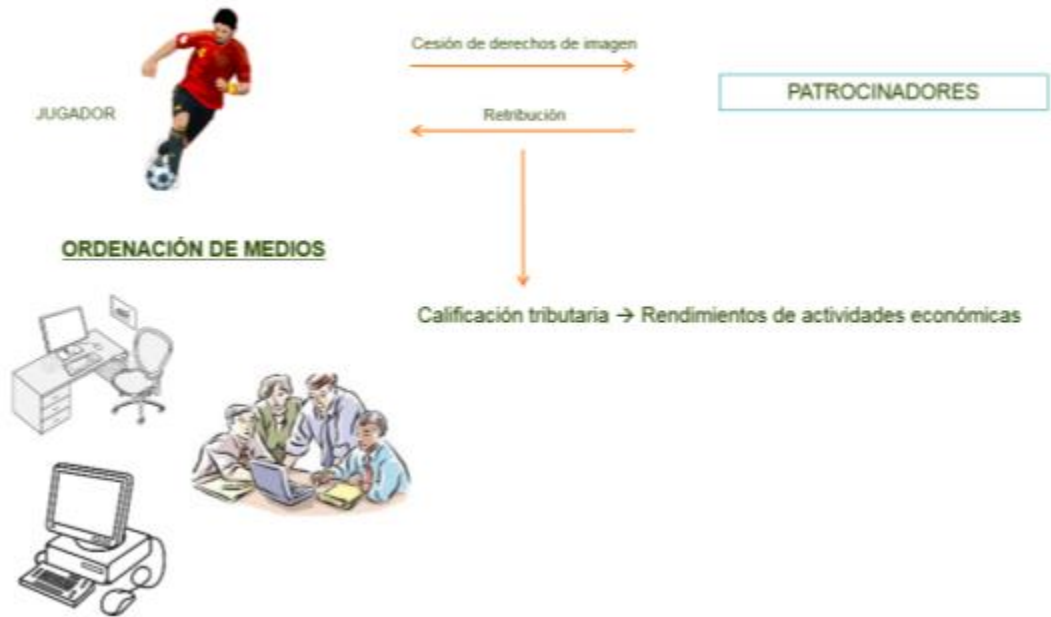 Cesión de derechos de imagen
PATROCINADORES
JUGADOR
Retribución
ORDENACIÓN DE MEDIOS
Calificación tributaria → Rendimientos de actividades económicas